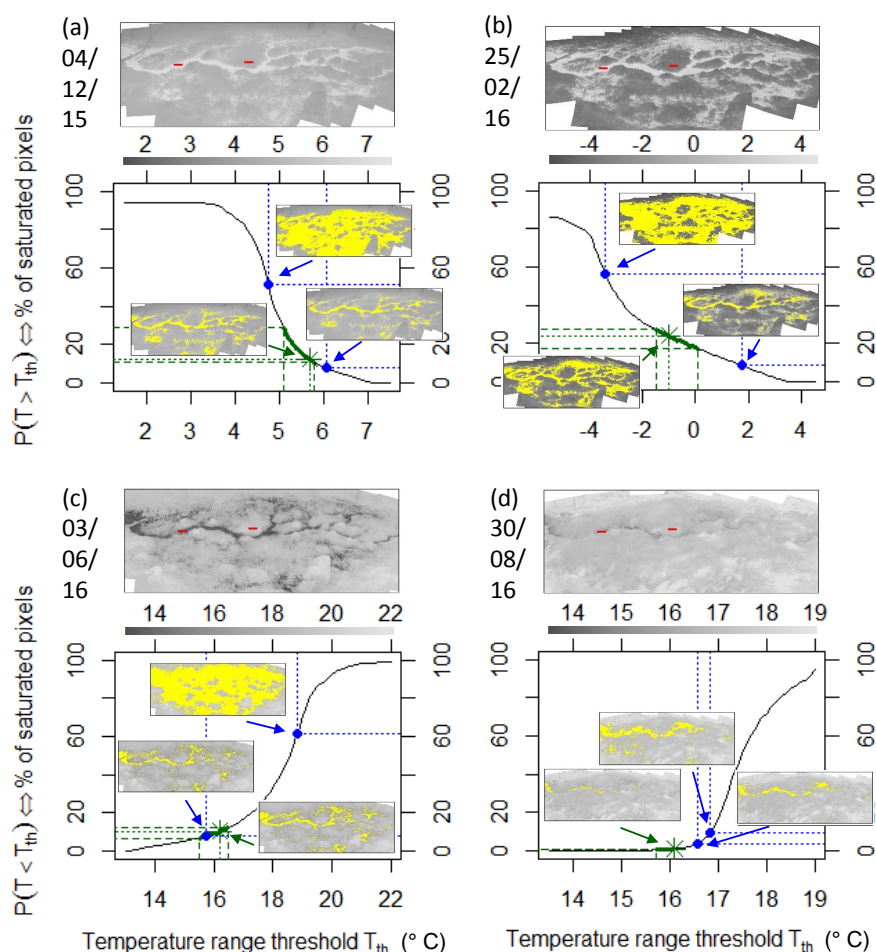 (a)
04/
12/
15
2 3 4 5 6 7
100
60
20
0
100
60
20
0
2 3 4 5 6 7
P(T > Tth) ⇔ % of saturated pixels
(b)
25/
02/
16
-4 -2 0 2 4
100
60
20
0
100
60
20
0
-4 -2 0 2 4
(c)
03/
06/
16
14 16 18 20 22
100
60
20
0
100
60
20
0
14 16 18 20 22
P(T < Tth) ⇔ % of saturated pixels
Temperature range threshold Tth (° C)
(d)
30/
08/
16
14 15 16 17 18 19
100
60
20
0
100
60
20
0
14 15 16 17 18 19
Temperature range threshold Tth (° C)